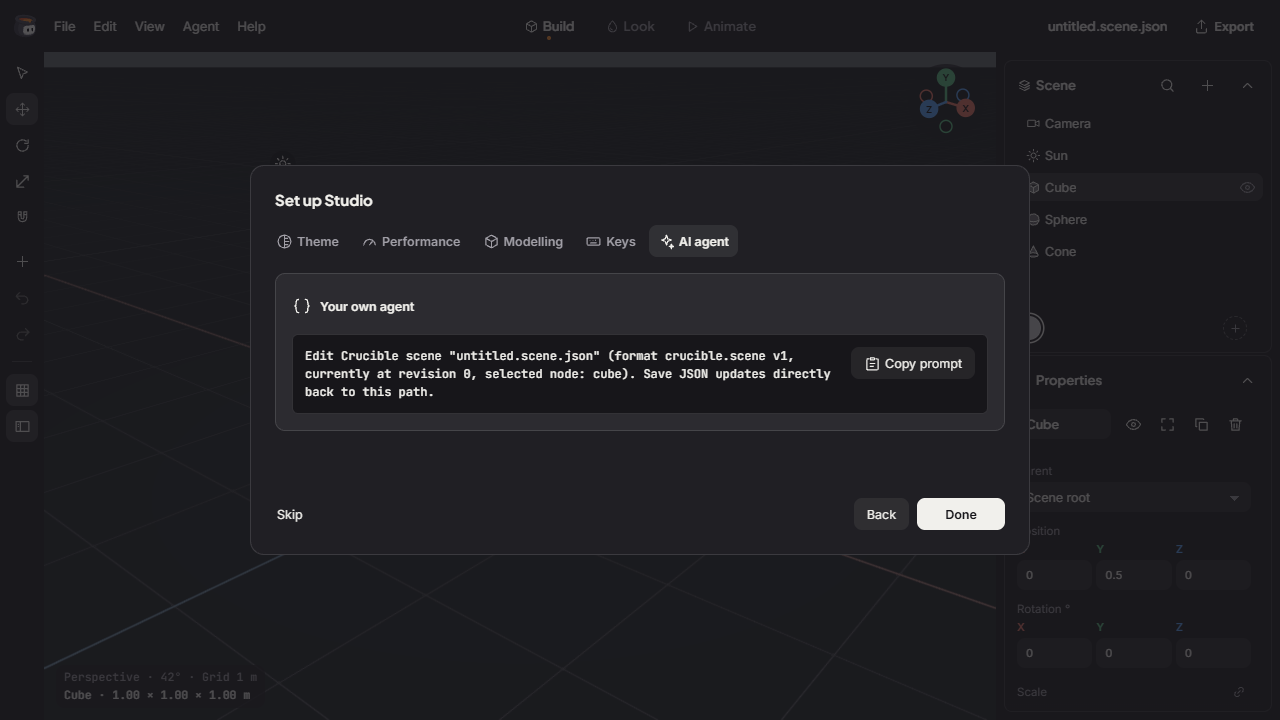 File Edit View Agent Help
Build Look Animate
untitled.scene.json Export
Y
Z X
Scene
Camera
Sun
Cube
Sphere
Cone
Set up Studio
Theme Performance Modelling Keys AI agent
Your own agent
Edit Crucible scene "untitled.scene.json" (format crucible.scene v1,
currently at revision 0, selected node: cube). Save JSON updates directly
back to this path.
Copy prompt
Skip
Back Done
Properties
Cube
rent
Scene root
sition
Y Z
0 0.5 0
Rotation *
X Y Z
0 0 0
Scale
Perspective · 42° · Grid 1 m
Cube · 1.00 × 1.00 × 1.00 m